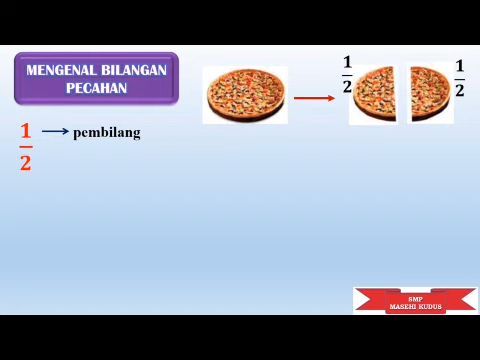 MENGENAL BILANGAN
PECAHAN
1/2
1/2
1/2 pembilang
SMP
MASEHI KUDUS